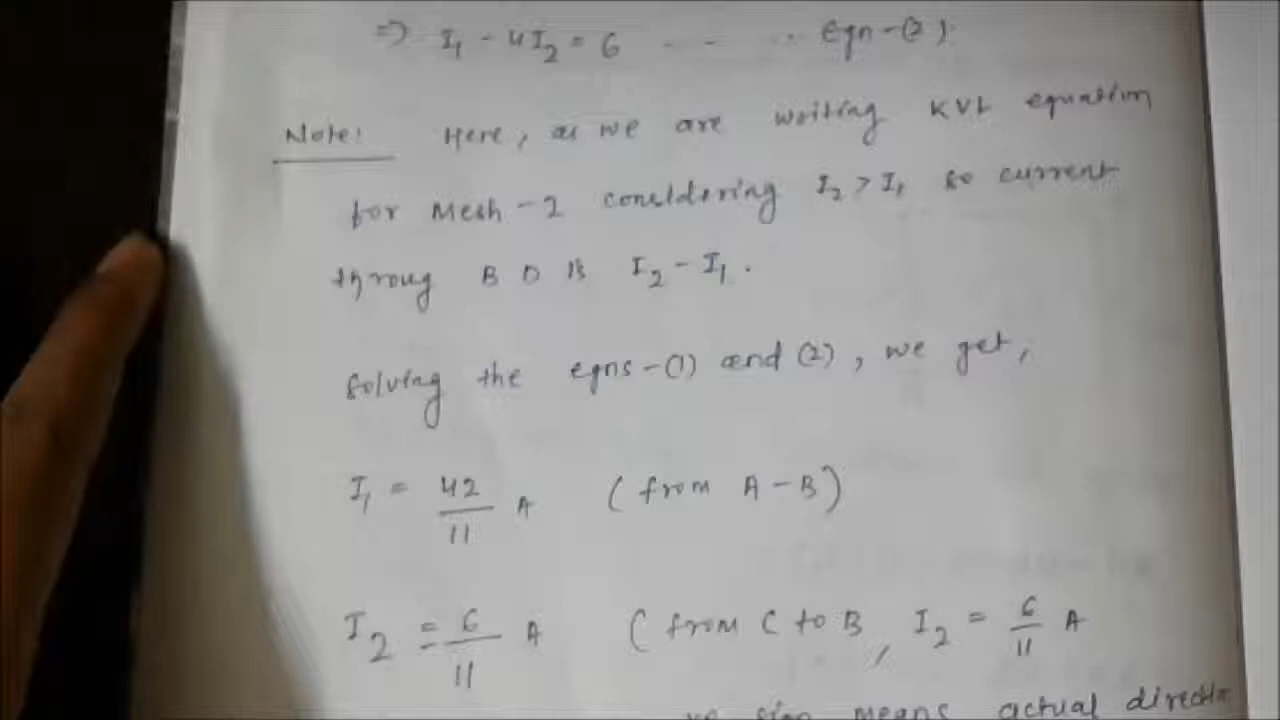 => I₁ - 4I₂ = 6 - - - .. Eqn-(2).
Note: Here, as we are writing KVL equation
for Mesh-2 considering I₂ > I₁ so current
throug B D is I₂ - I₁.
Solving the eqns-(1) and (2), we get,
I₁ = 42/11 A (from A-B)
I₂ = 6/11 A (from C to B, I₂ = 6/11 A
sign means actual